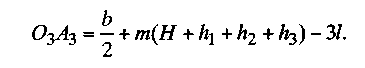 O₃A₃ = b/2 + m(H + h₁ + h₂ + h₃) – 3l.